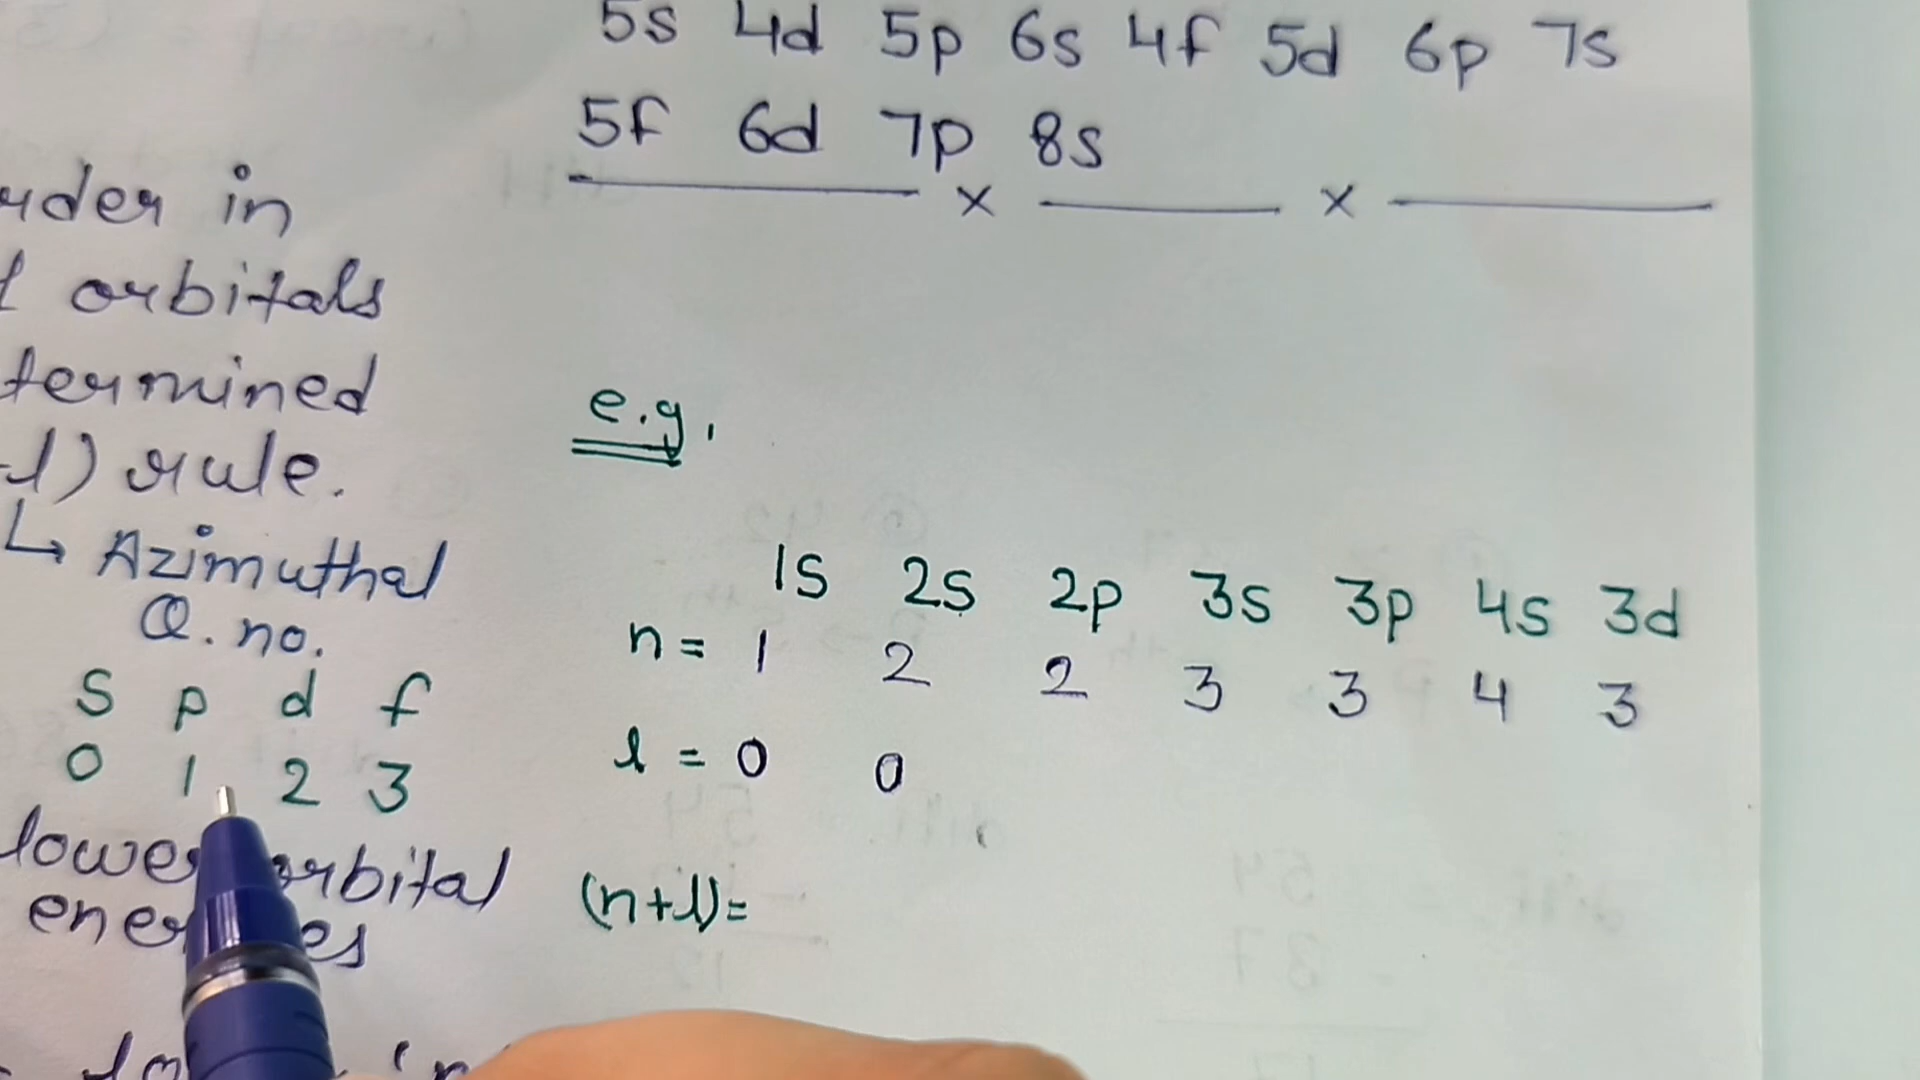 5s 4d 5p 6s 4f 5d 6p 7s
5f 6d 7p 8s
x x
rder in
orbitals
termined
l) rule.
↳ Azimuthal
Q. no.
s p d f
0 1 2 3
lower orbital
e.g.
1s 2s 2p 3s 3p 4s 3d
n = 1 2 2 3 3 4 3
l = 0 0
(n+l)=